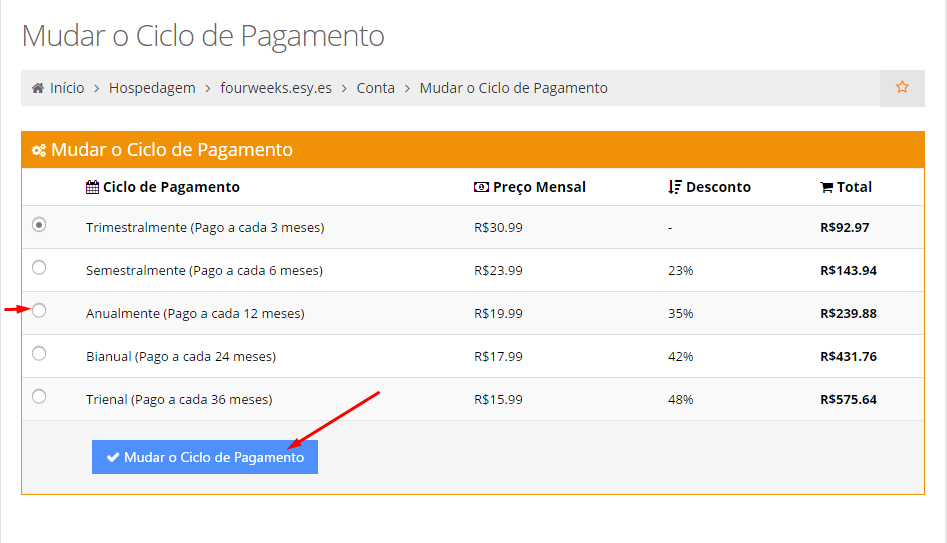 Mudar o Ciclo de Pagamento
Início > Hospedagem > fourweeks.esy.es > Conta > Mudar o Ciclo de Pagamento
Mudar o Ciclo de Pagamento
Ciclo de Pagamento Preço Mensal Desconto Total
Trimestralmente (Pago a cada 3 meses) R$30.99 - R$92.97
Semestralmente (Pago a cada 6 meses) R$23.99 23% R$143.94
Anualmente (Pago a cada 12 meses) R$19.99 35% R$239.88
Bianual (Pago a cada 24 meses) R$17.99 42% R$431.76
Trienal (Pago a cada 36 meses) R$15.99 48% R$575.64
Mudar o Ciclo de Pagamento